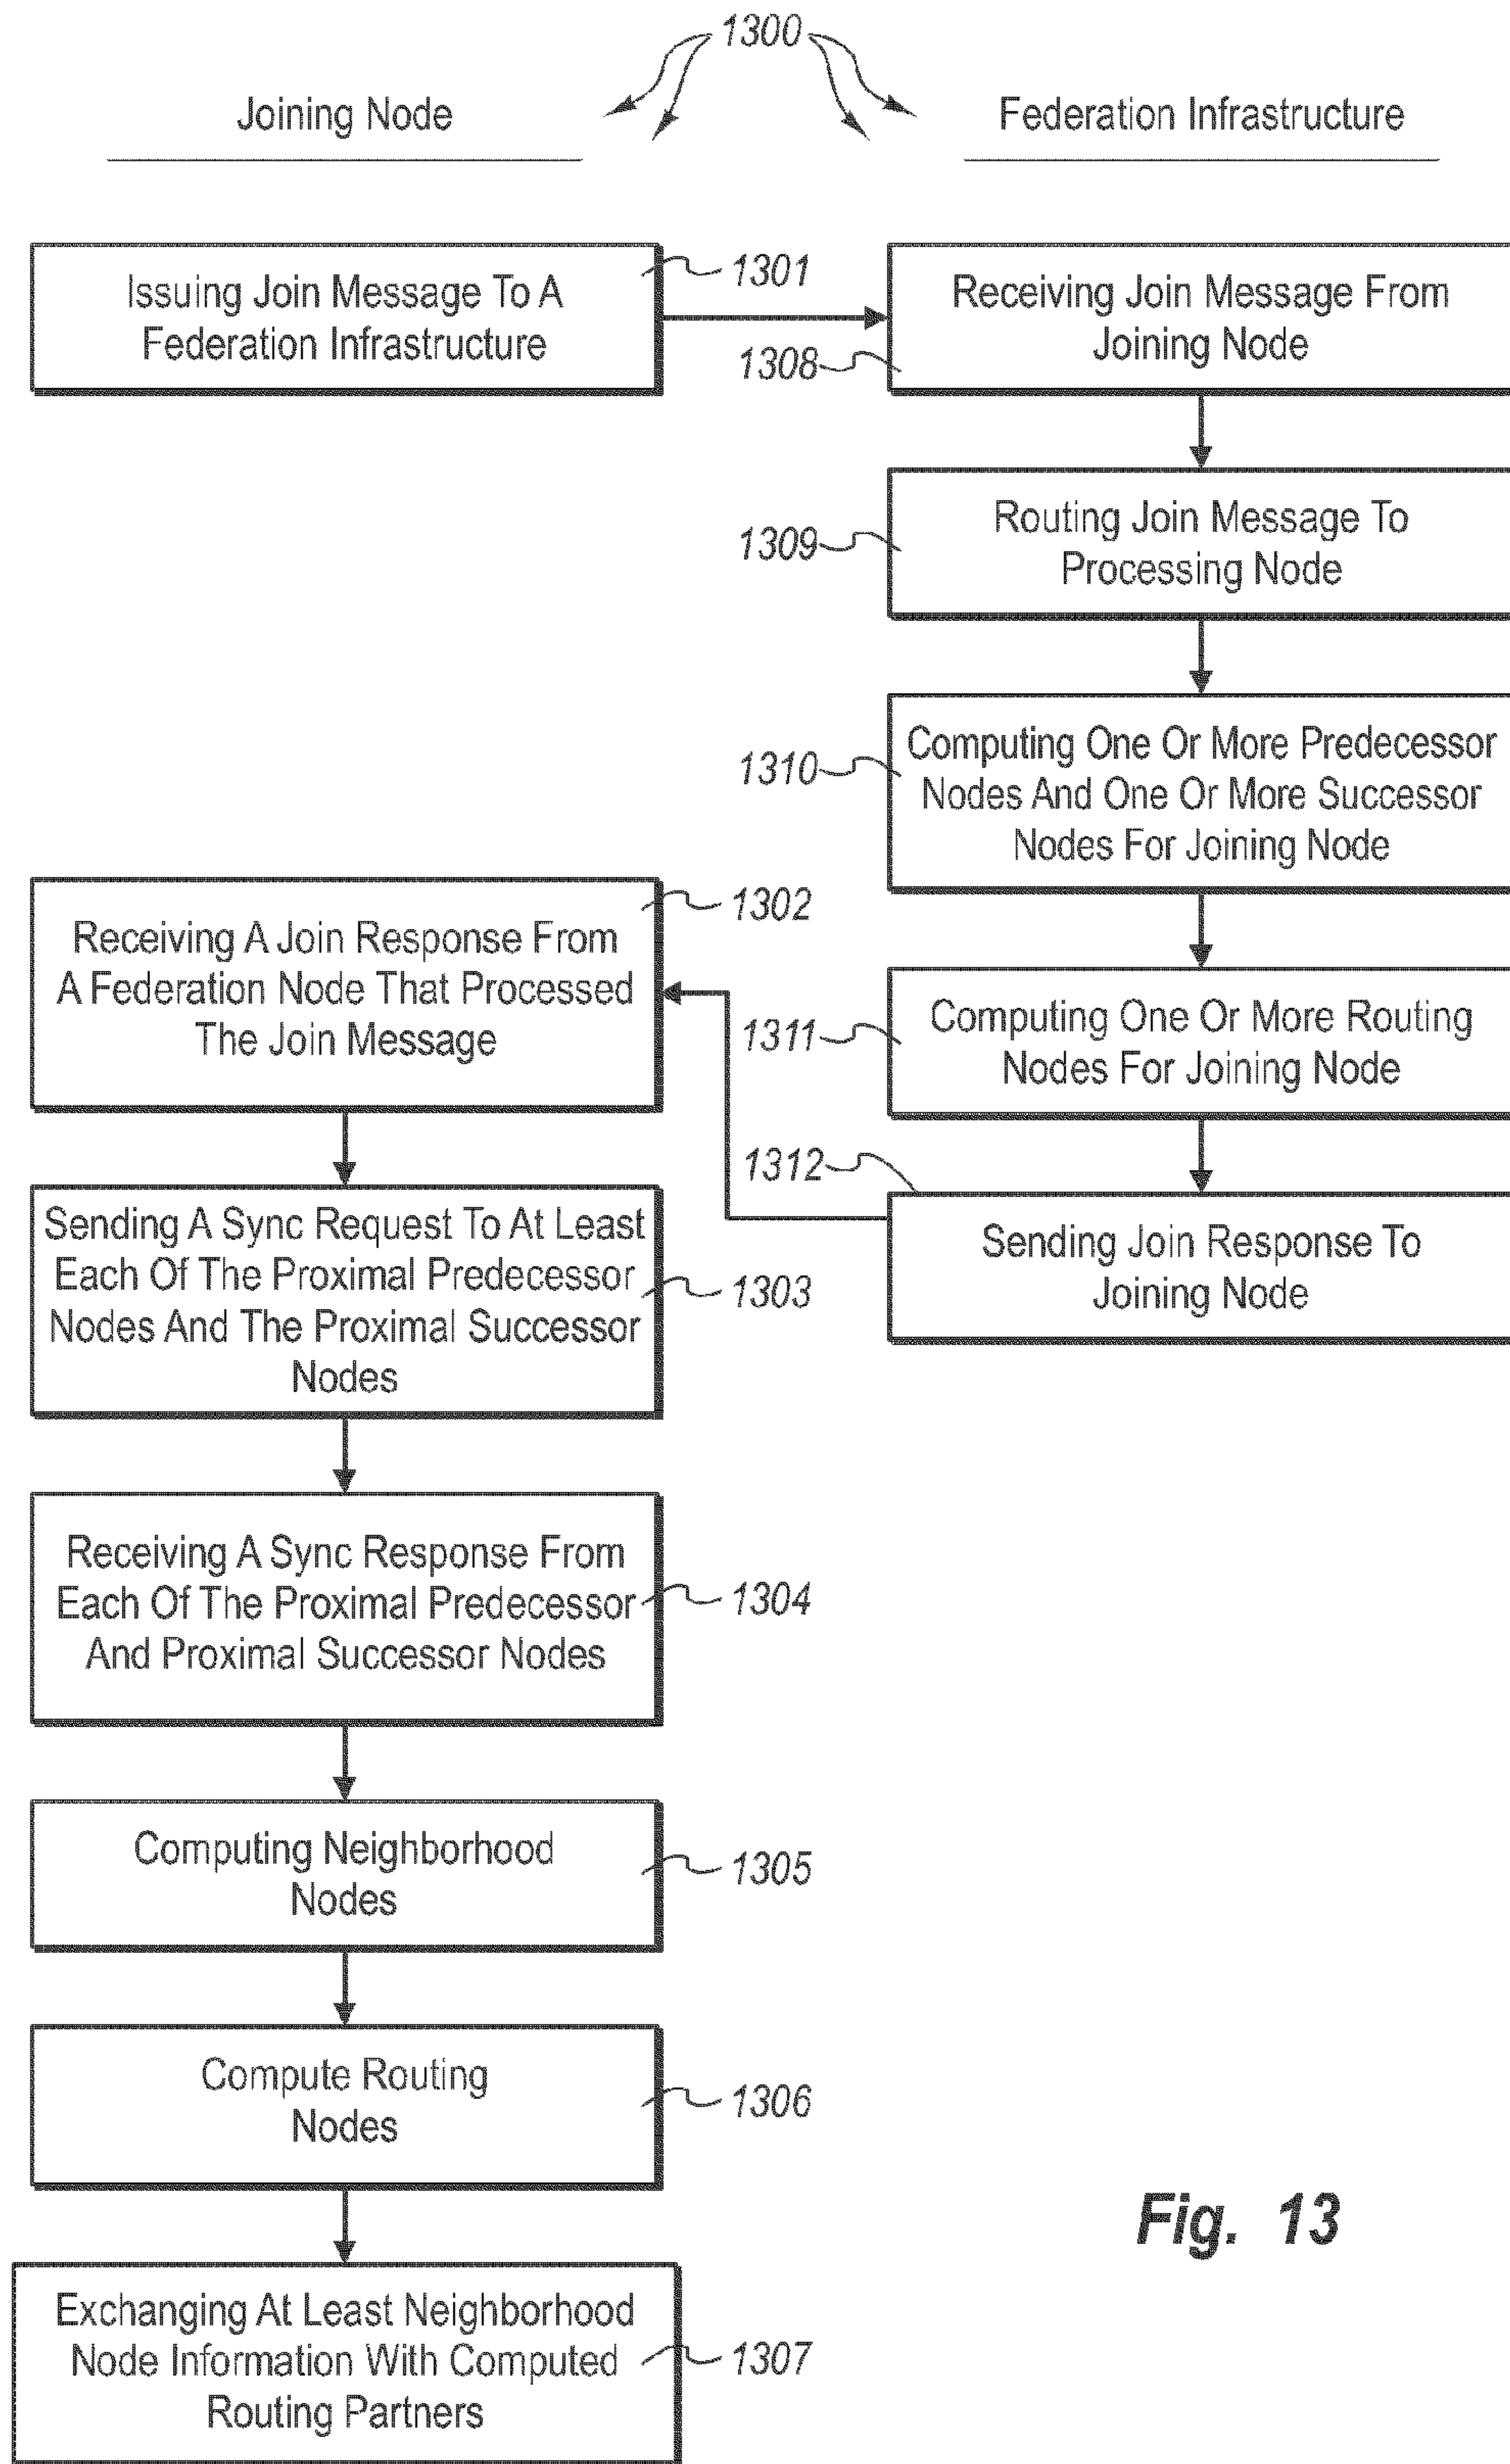 1300
Joining Node
Federation Infrastructure
Issuing Join Message To A
Federation Infrastructure
1301
Receiving Join Message From
Joining Node
1308
Routing Join Message To
Processing Node
1309
Computing One Or More Predecessor
Nodes And One Or More Successor
Nodes For Joining Node
1310
Receiving A Join Response From
A Federation Node That Processed
The Join Message
1302
Computing One Or More Routing
Nodes For Joining Node
1311
1312
Sending Join Response To
Joining Node
Sending A Sync Request To At Least
Each Of The Proximal Predecessor
Nodes And The Proximal Successor
Nodes
1303
Receiving A Sync Response From
Each Of The Proximal Predecessor
And Proximal Successor Nodes
1304
Computing Neighborhood
Nodes
1305
Compute Routing
Nodes
1306
Exchanging At Least Neighborhood
Node Information With Computed
Routing Partners
1307
Fig. 13